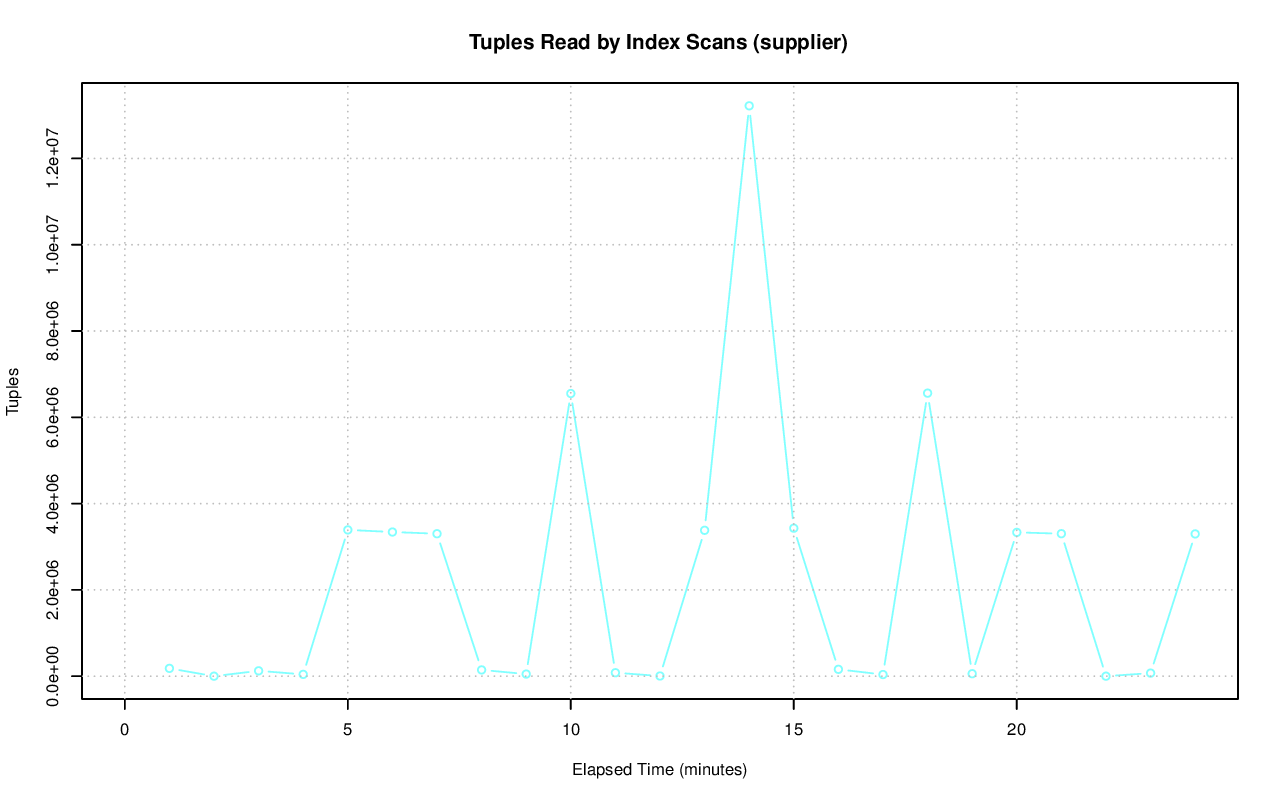 Tuples Read by Index Scans (supplier)
1.2e+07
1.0e+07
8.0e+06
6.0e+06
4.0e+06
2.0e+06
0.0e+00
Tuples
0 5 10 15 20
Elapsed Time (minutes)